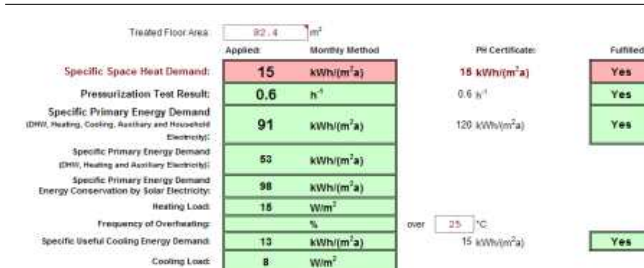 Treated Floor Area: 82.4 m²
Applied: Monthly Method PH Certificate: Fulfilled
Specific Space Heat Demand: 15 kWh/(m²a) 15 kWh/(m²a) Yes
Pressurization Test Result: 0.6 h⁻¹ 0.6 h⁻¹ Yes
Specific Primary Energy Demand
(DHW, Heating, Cooling, Auxiliary and Household
Electricity): 91 kWh/(m²a) 120 kWh/(m²a) Yes
Specific Primary Energy Demand
(DHW, Heating and Auxiliary Electricity): 53 kWh/(m²a)
Specific Primary Energy Demand
Energy Conservation by Solar Electricity: 98 kWh/(m²a)
Heating Load: 15 W/m²
Frequency of Overheating: % over 25 °C
Specific Useful Cooling Energy Demand: 13 kWh/(m²a) 15 kWh/(m²a) Yes
Cooling Load: 8 W/m²